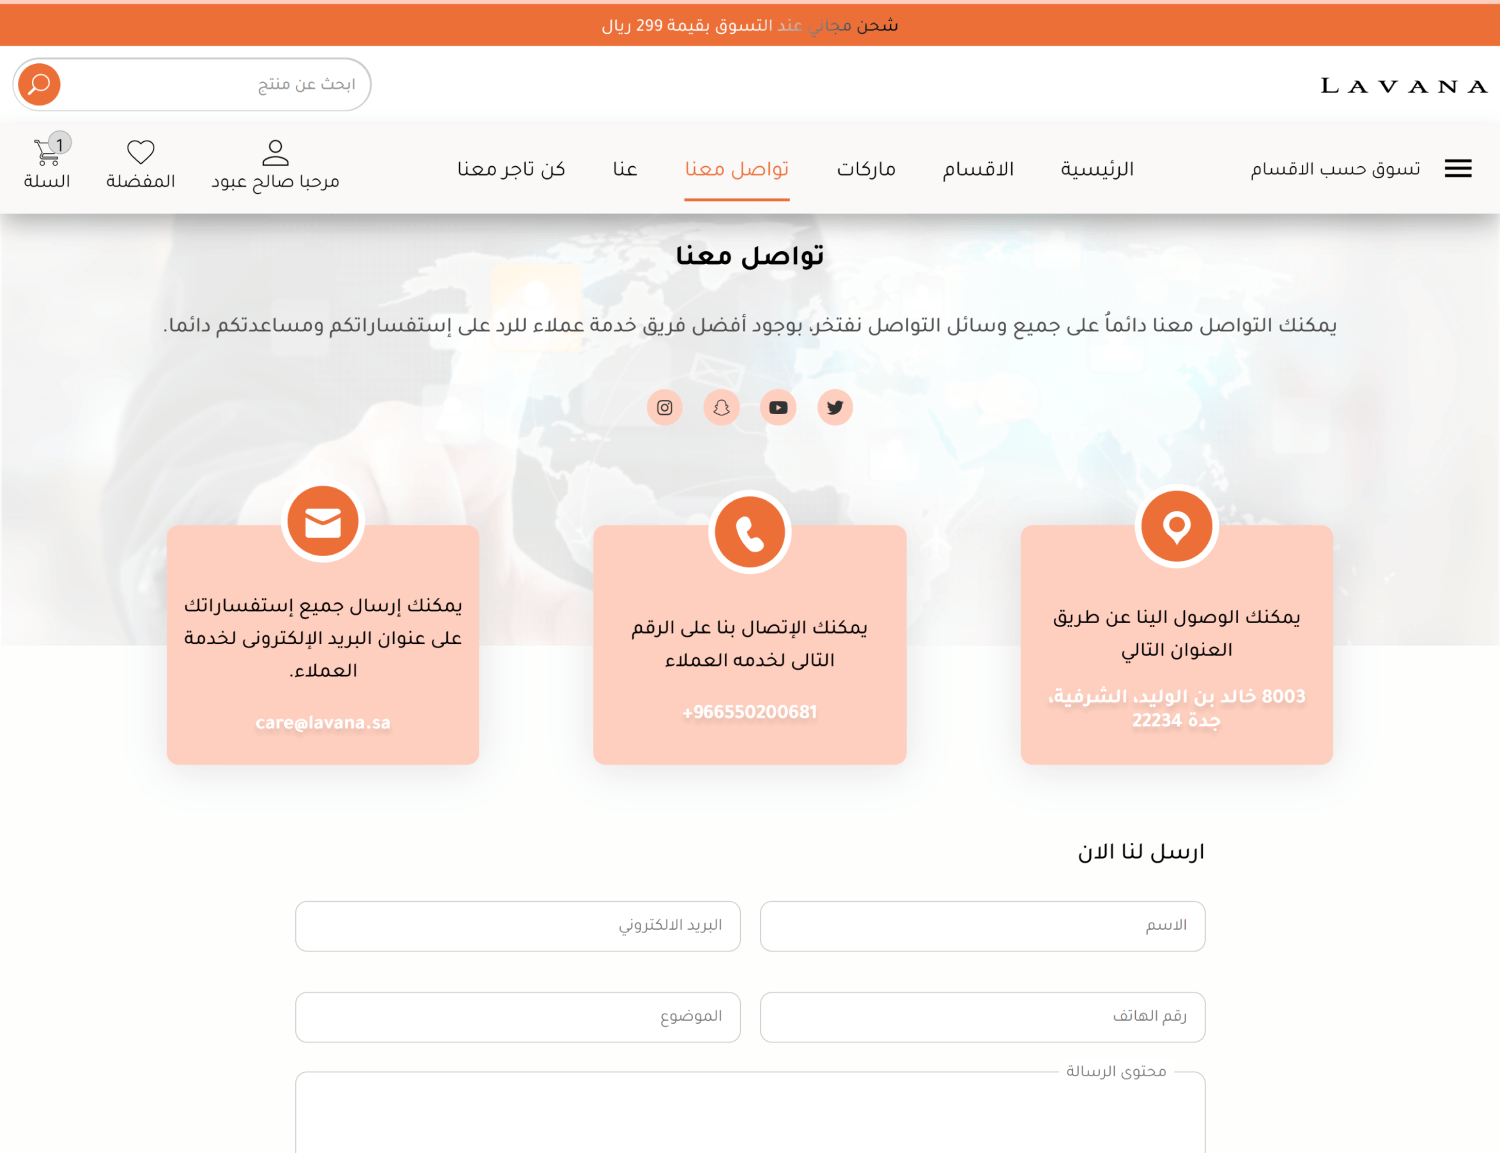 شحن مجاني عند التسوق بقيمة 299 ريال
LAVANA
ابحث عن منتج
تسوق حسب الاقسام
الرئيسية
الاقسام
ماركات
تواصل معنا
عنا
كن تاجر معنا
مرحبا صالح عبود
المفضلة
1
السلة
تواصل معنا
يمكنك التواصل معنا دائماُ على جميع وسائل التواصل نفتخر، بوجود أفضل فريق خدمة عملاء للرد على إستفساراتكم ومساعدتكم دائما.
يمكنك الوصول الينا عن طريق
العنوان التالي
8003 خالد بن الوليد، الشرفية،
جدة 22234
يمكنك الإتصال بنا على الرقم
التالى لخدمه العملاء
+966550200681
يمكنك إرسال جميع إستفساراتك
على عنوان البريد الإلكترونى لخدمة
العملاء.
care@lavana.sa
ارسل لنا الان
الاسم
البريد الالكتروني
رقم الهاتف
الموضوع
محتوى الرسالة